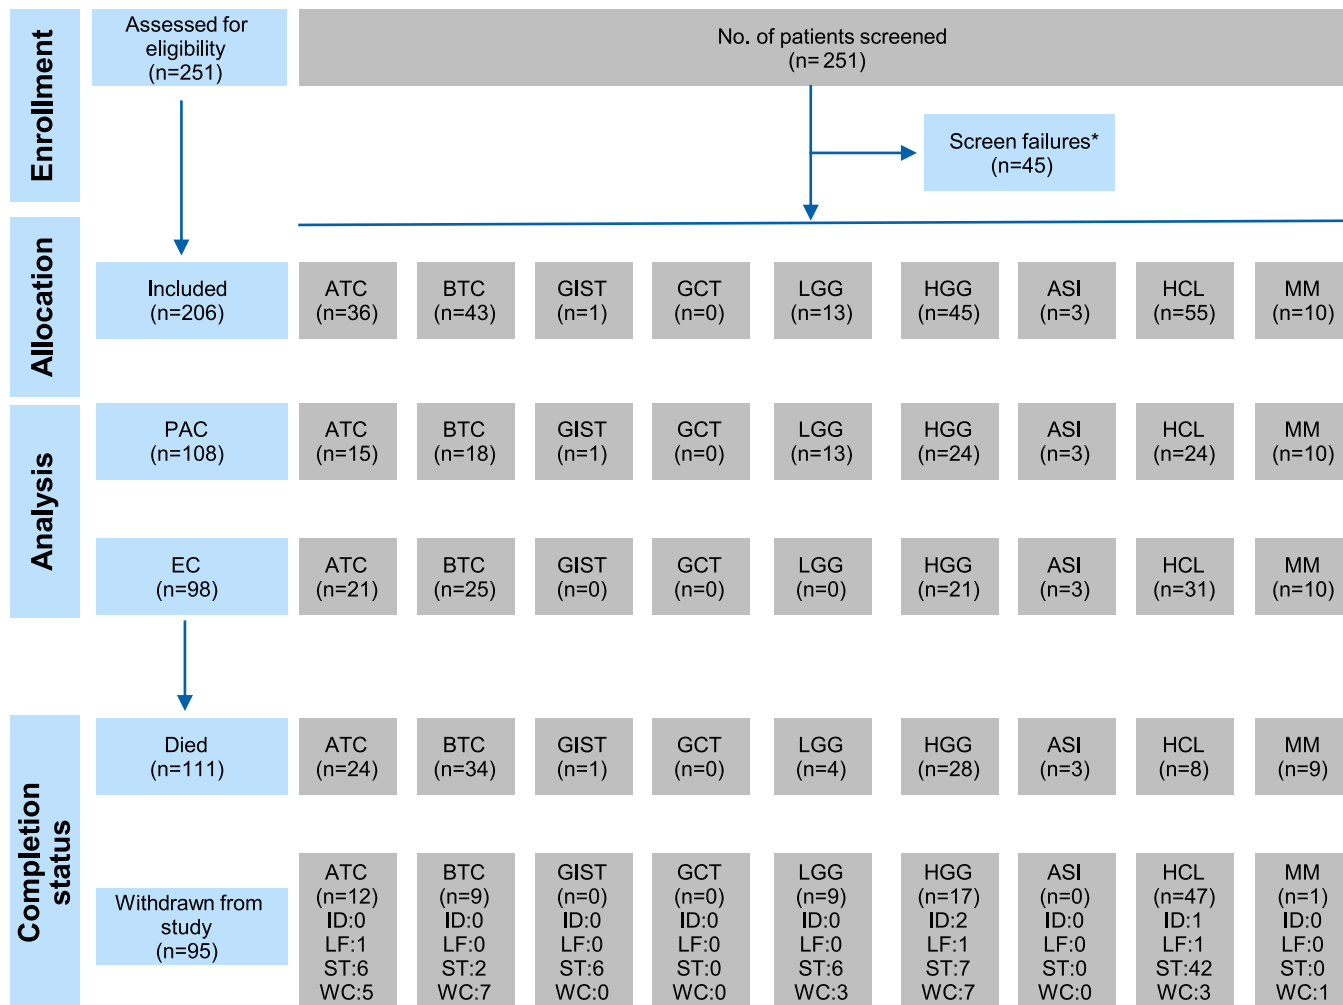 Enrollment
Assessed for
eligibility
(n=251)
No. of patients screened
(n= 251)
Screen failures*
(n=45)
Allocation
Included
(n=206)
ATC
(n=36)
BTC
(n=43)
GIST
(n=1)
GCT
(n=0)
LGG
(n=13)
HGG
(n=45)
ASI
(n=3)
HCL
(n=55)
MM
(n=10)
Analysis
PAC
(n=108)
ATC
(n=15)
BTC
(n=18)
GIST
(n=1)
GCT
(n=0)
LGG
(n=13)
HGG
(n=24)
ASI
(n=3)
HCL
(n=24)
MM
(n=10)
EC
(n=98)
ATC
(n=21)
BTC
(n=25)
GIST
(n=0)
GCT
(n=0)
LGG
(n=0)
HGG
(n=21)
ASI
(n=3)
HCL
(n=31)
MM
(n=10)
Completion
status
Died
(n=111)
ATC
(n=24)
BTC
(n=34)
GIST
(n=1)
GCT
(n=0)
LGG
(n=4)
HGG
(n=28)
ASI
(n=3)
HCL
(n=8)
MM
(n=9)
Withdrawn from
study
(n=95)
ATC
(n=12)
ID:0
LF:1
ST:6
WC:5
BTC
(n=9)
ID:0
LF:0
ST:2
WC:7
GIST
(n=0)
ID:0
LF:0
ST:6
WC:0
GCT
(n=0)
ID:0
LF:0
ST:0
WC:0
LGG
(n=9)
ID:0
LF:0
ST:6
WC:3
HGG
(n=17)
ID:2
LF:1
ST:7
WC:7
ASI
(n=0)
ID:0
LF:0
ST:0
WC:0
HCL
(n=47)
ID:1
LF:1
ST:42
WC:3
MM
(n=1)
ID:0
LF:0
ST:0
WC:1